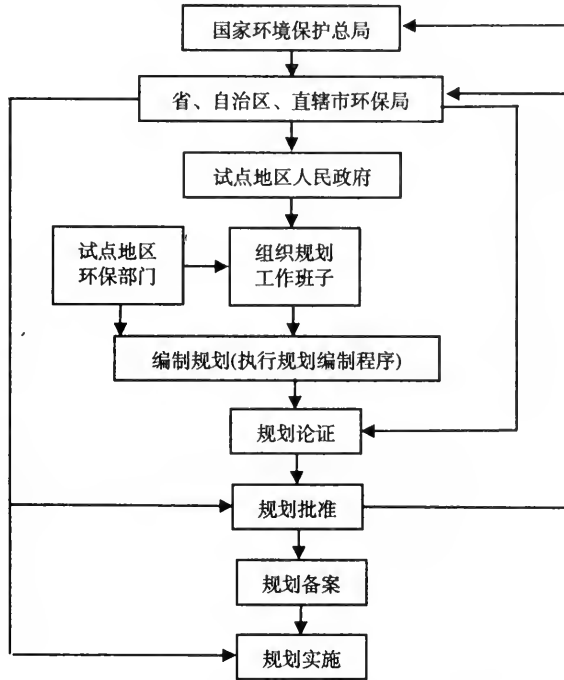 国家环境保护总局
省、自治区、直辖市环保局
试点地区人民政府
试点地区
环保部门
组织规划
工作班子
编制规划(执行规划编制程序)
规划论证
规划批准
规划备案
规划实施